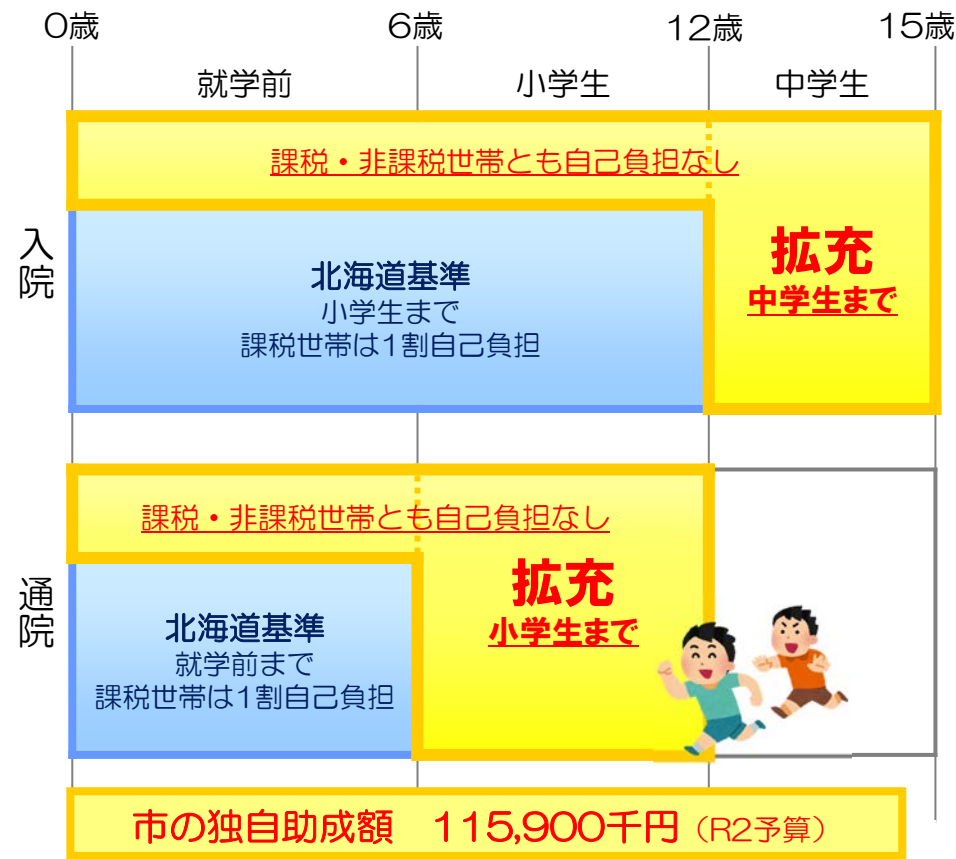 0歳 6歳 12歳 15歳
就学前 小学生 中学生
課税・非課税世帯とも自己負担なし
入院
北海道基準
小学生まで
課税世帯は1割自己負担
拡充
中学生まで
課税・非課税世帯とも自己負担なし
通院
北海道基準
就学前まで
課税世帯は1割自己負担
拡充
小学生まで
市の独自助成額 115,900千円（R2予算）